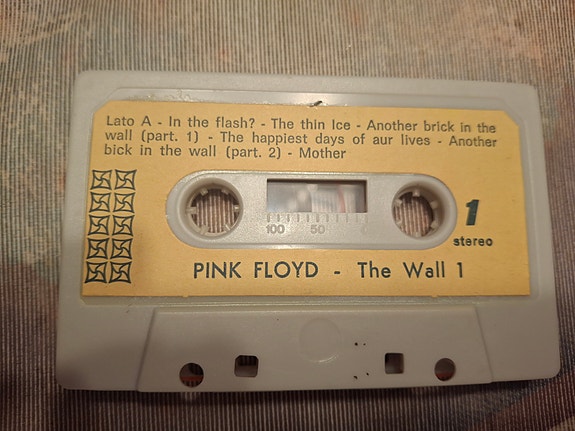 Lato A - In the flash? - The thin Ice - Another brick in the
wall (part. 1) - The happiest days of aur lives - Another
bick in the wall (part. 2) - Mother
100 50
1
stereo
PINK FLOYD - The Wall 1